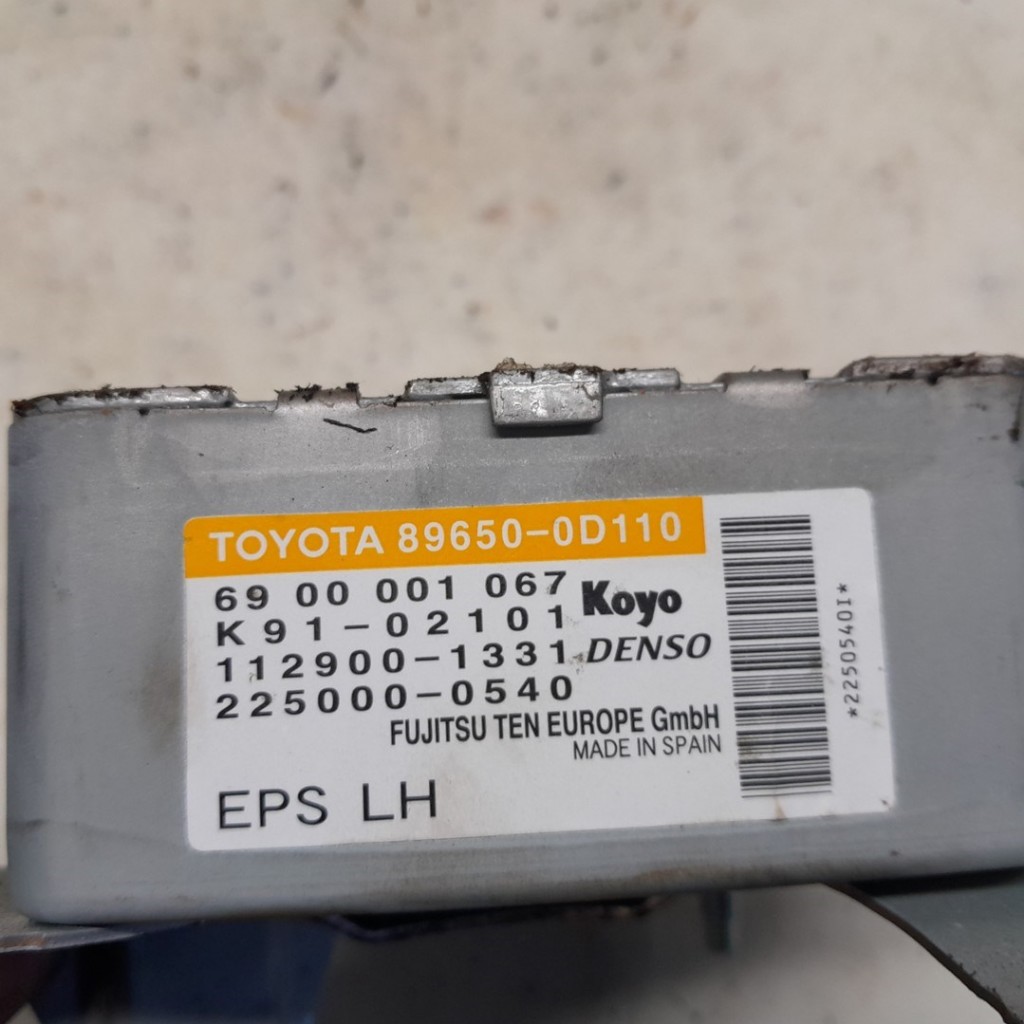 TOYOTA 89650-0D110
69 00 001 067
K91-02101
Koyo
112900-1331
DENSO
225000-0540
FUJITSU TEN EUROPE GmbH
MADE IN SPAIN
EPS LH
*2250540I*